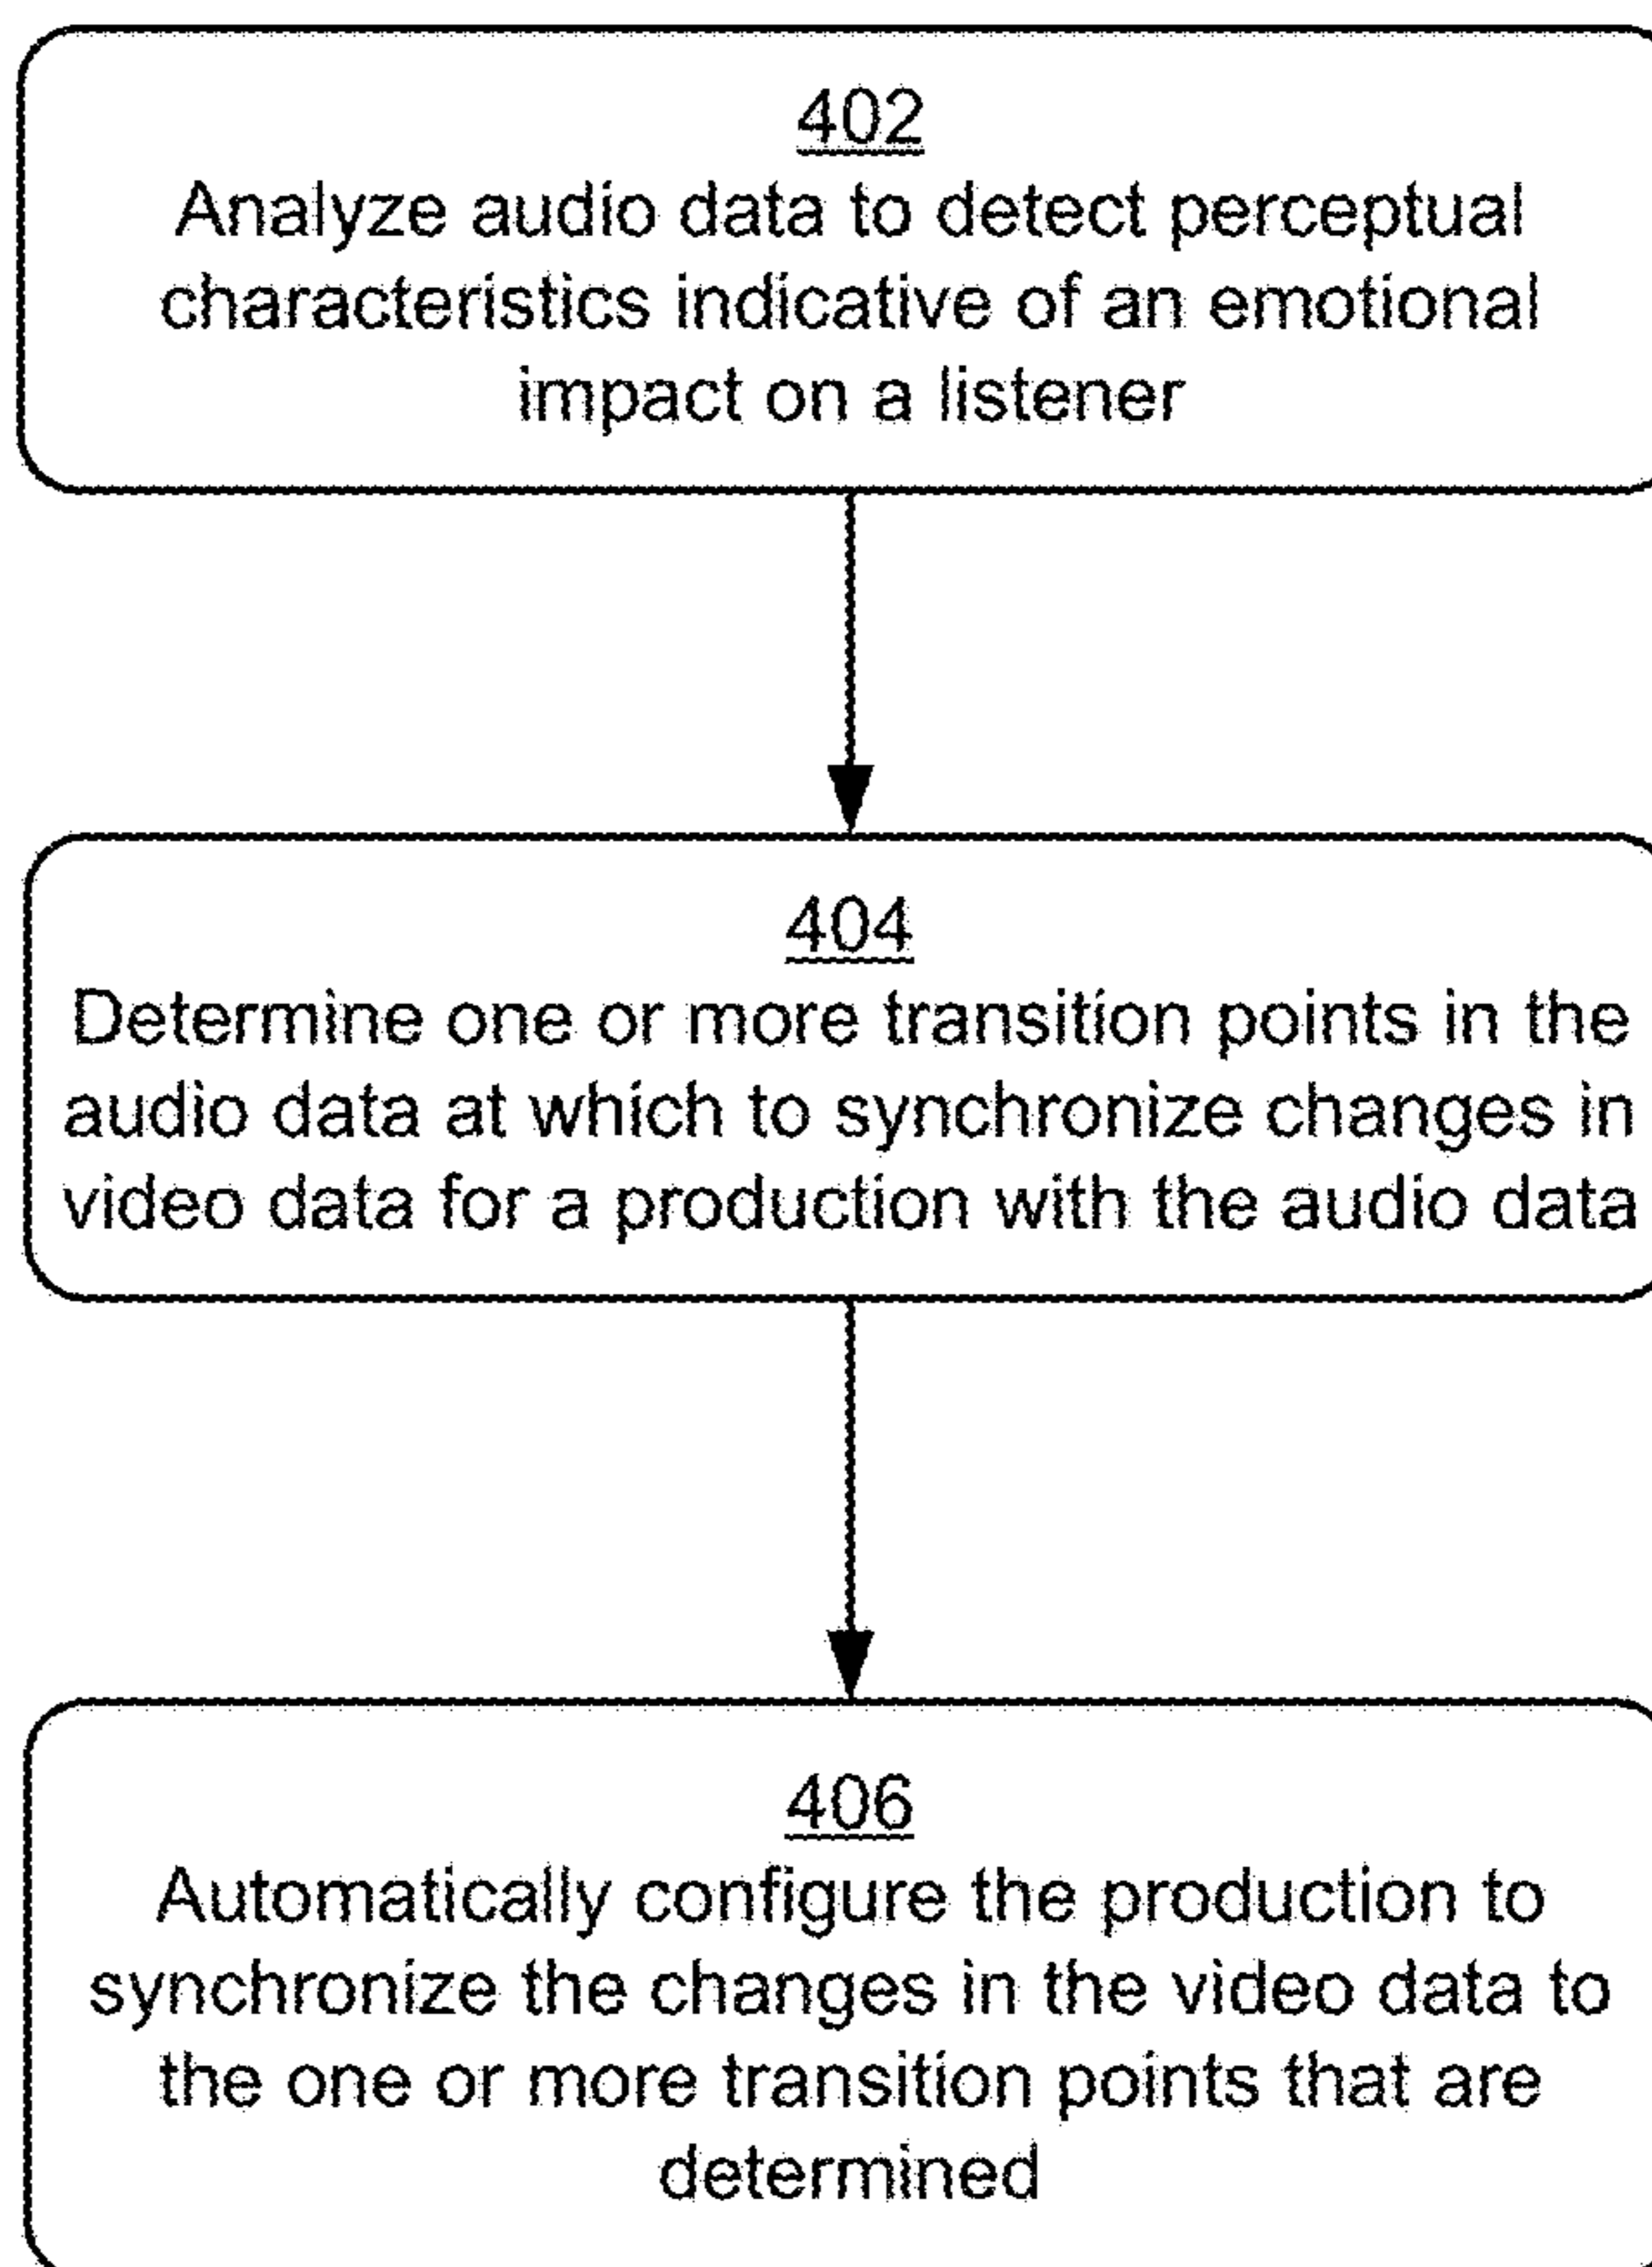 402
Analyze audio data to detect perceptual
characteristics indicative of an emotional
impact on a listener
404
Determine one or more transition points in the
audio data at which to synchronize changes in
video data for a production with the audio data
406
Automatically configure the production to
synchronize the changes in the video data to
the one or more transition points that are
determined